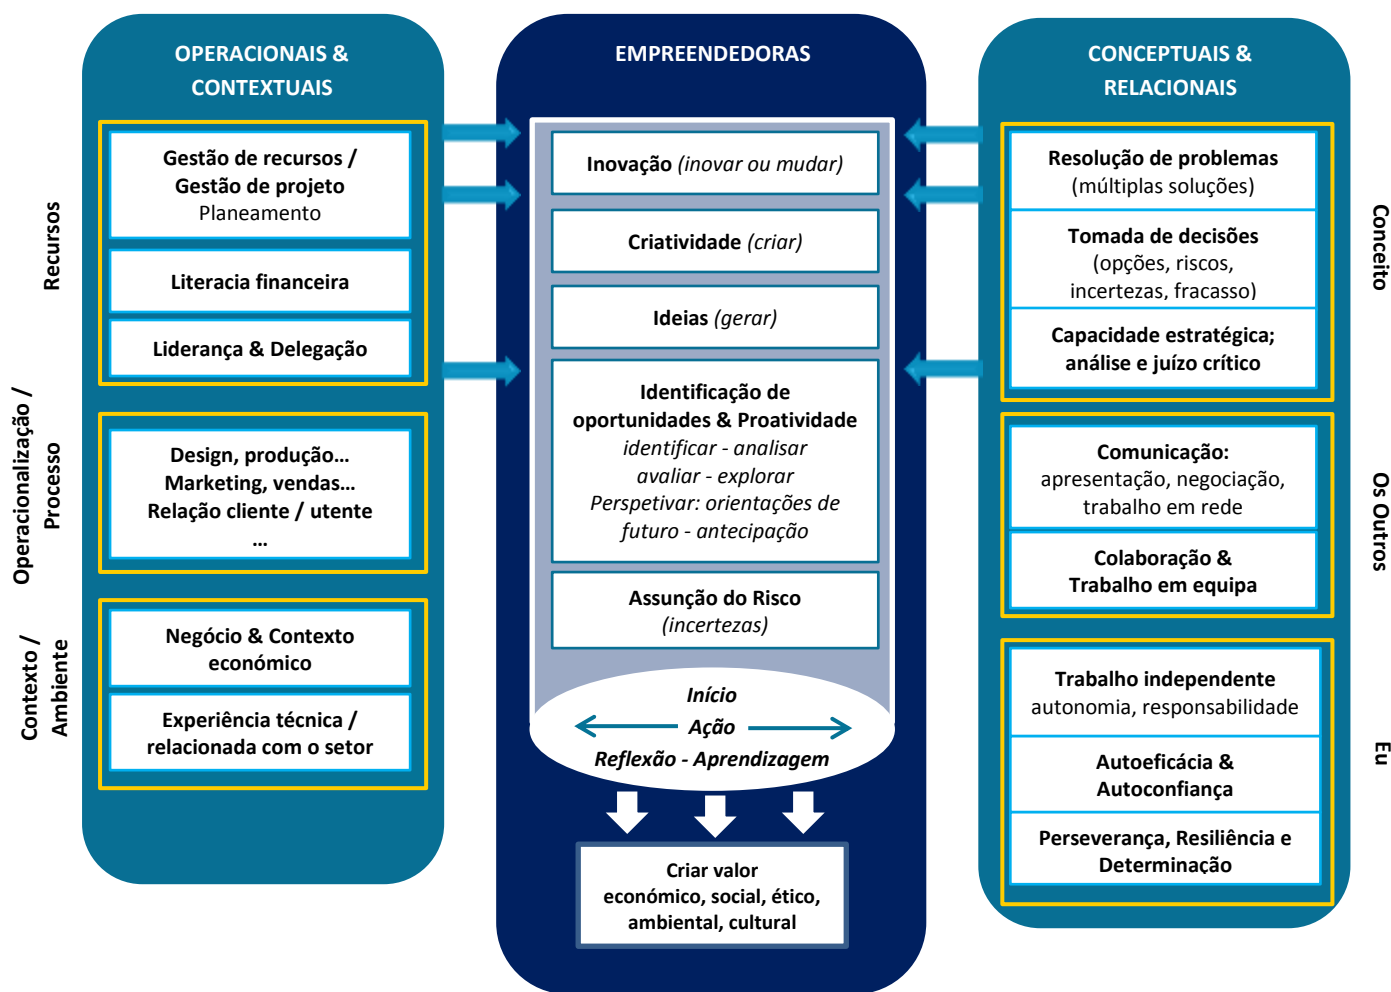 OPERACIONAIS &
CONTEXTUAIS
Recursos
Gestão de recursos /
Gestão de projeto
Planeamento
Literacia financeira
Liderança & Delegação
Operacionalização /
Processo
Design, produção…
Marketing, vendas…
Relação cliente / utente
…
Contexto /
Ambiente
Negócio & Contexto
económico
Experiência técnica /
relacionada com o setor
EMPREENDEDORAS
Inovação (inovar ou mudar)
Criatividade (criar)
Ideias (gerar)
Identificação de
oportunidades & Proatividade
identificar - analisar
avaliar - explorar
Perspetivar: orientações de
futuro - antecipação
Assunção do Risco
(incertezas)
Início
Ação
Reflexão - Aprendizagem
Criar valor
económico, social, ético,
ambiental, cultural
CONCEPTUAIS &
RELACIONAIS
Conceito
Resolução de problemas
(múltiplas soluções)
Tomada de decisões
(opções, riscos,
incertezas, fracasso)
Capacidade estratégica;
análise e juízo crítico
Os Outros
Comunicação:
apresentação, negociação,
trabalho em rede
Colaboração &
Trabalho em equipa
Eu
Trabalho independente
autonomia, responsabilidade
Autoeficácia &
Autoconfiança
Perseverança, Resiliência e
Determinação